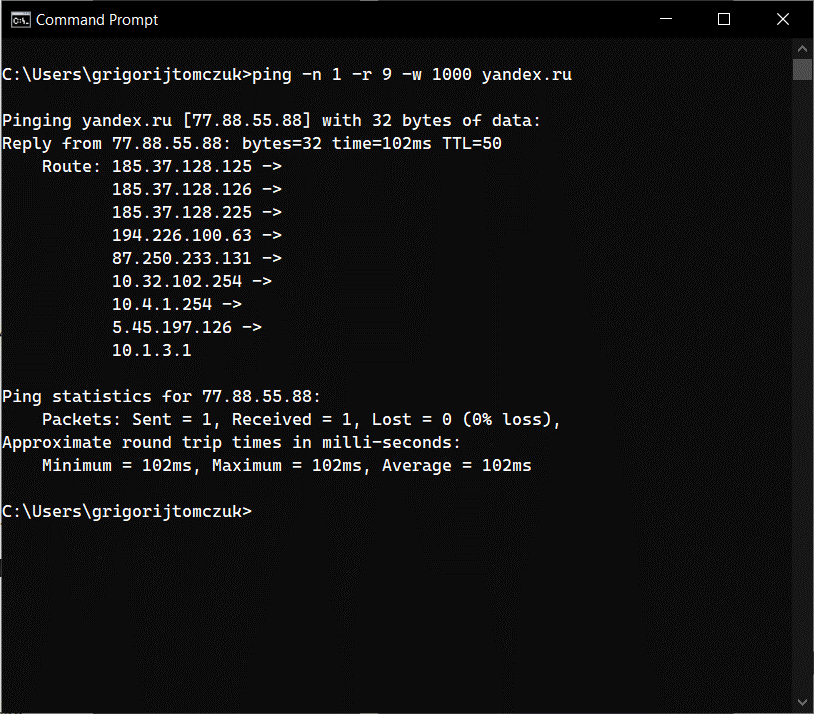 Command Prompt
C:\Users\grigorijtomczuk>ping -n 1 -r 9 -w 1000 yandex.ru
Pinging yandex.ru [77.88.55.88] with 32 bytes of data:
Reply from 77.88.55.88: bytes=32 time=102ms TTL=50
Route: 185.37.128.125 ->
185.37.128.126 ->
185.37.128.225 ->
194.226.100.63 ->
87.250.233.131 ->
10.32.102.254 ->
10.4.1.254 ->
5.45.197.126 ->
10.1.3.1
Ping statistics for 77.88.55.88:
Packets: Sent = 1, Received = 1, Lost = 0 (0% loss),
Approximate round trip times in milli-seconds:
Minimum = 102ms, Maximum = 102ms, Average = 102ms
C:\Users\grigorijtomczuk>